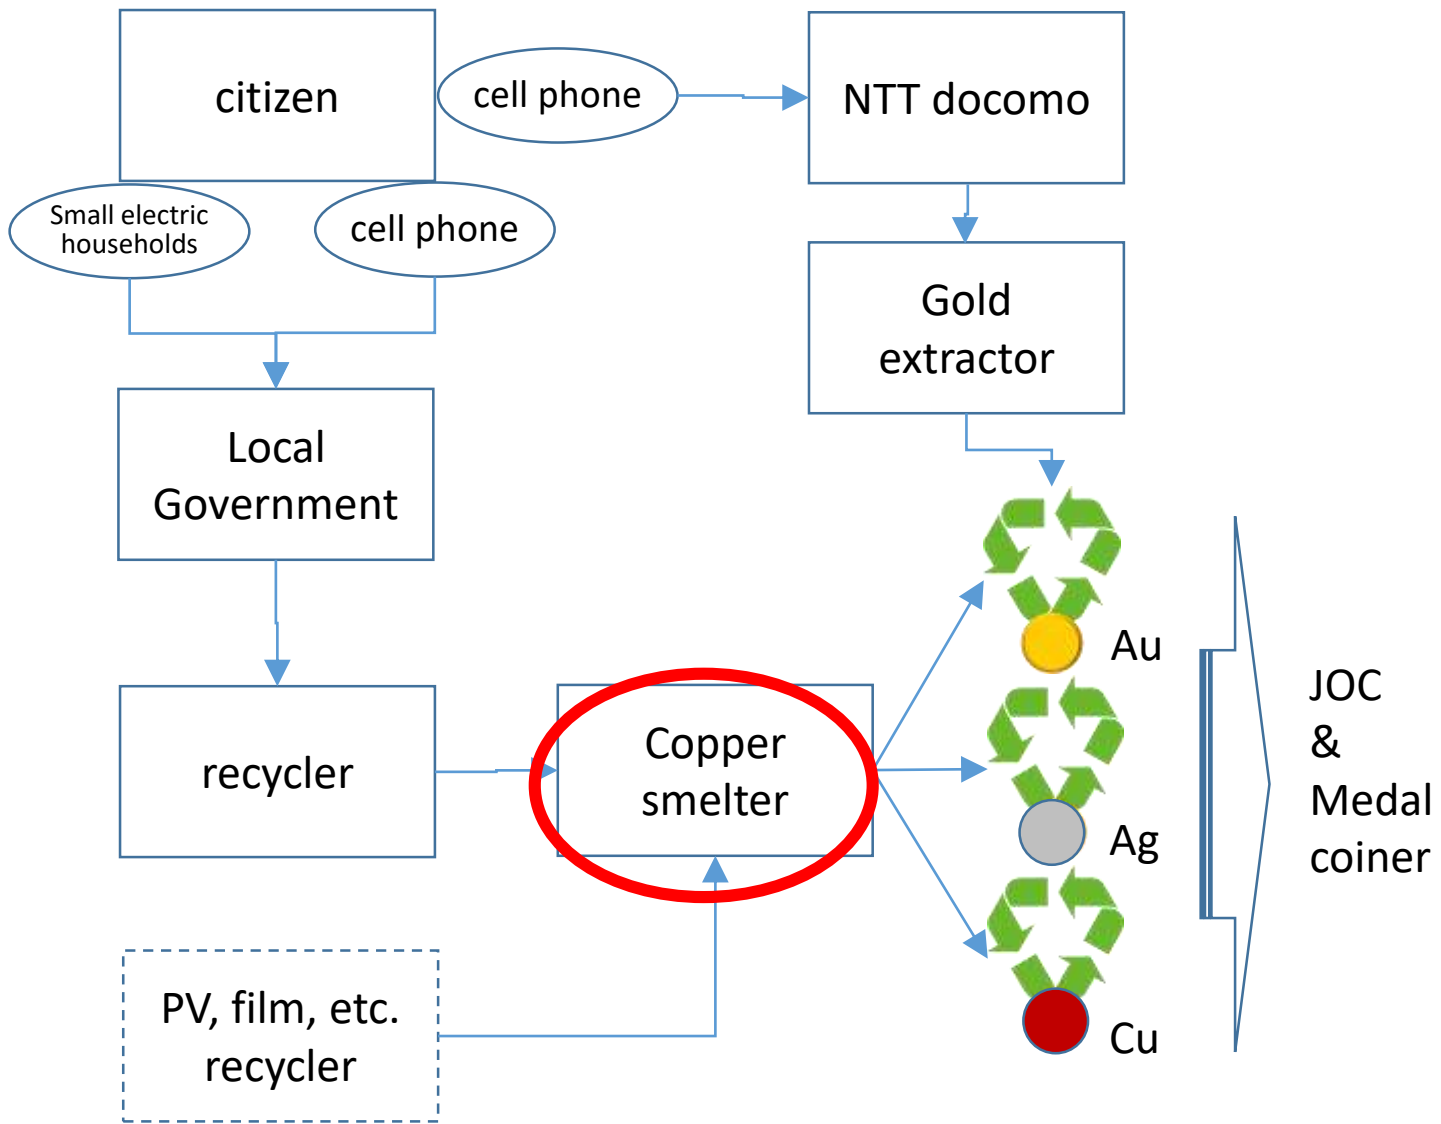 citizen
cell phone
NTT docomo
Small electric
households
cell phone
Gold
extractor
Local
Government
Au
recycler
Copper
smelter
JOC
&
Medal
coiner
Ag
PV, film, etc.
recycler
Cu